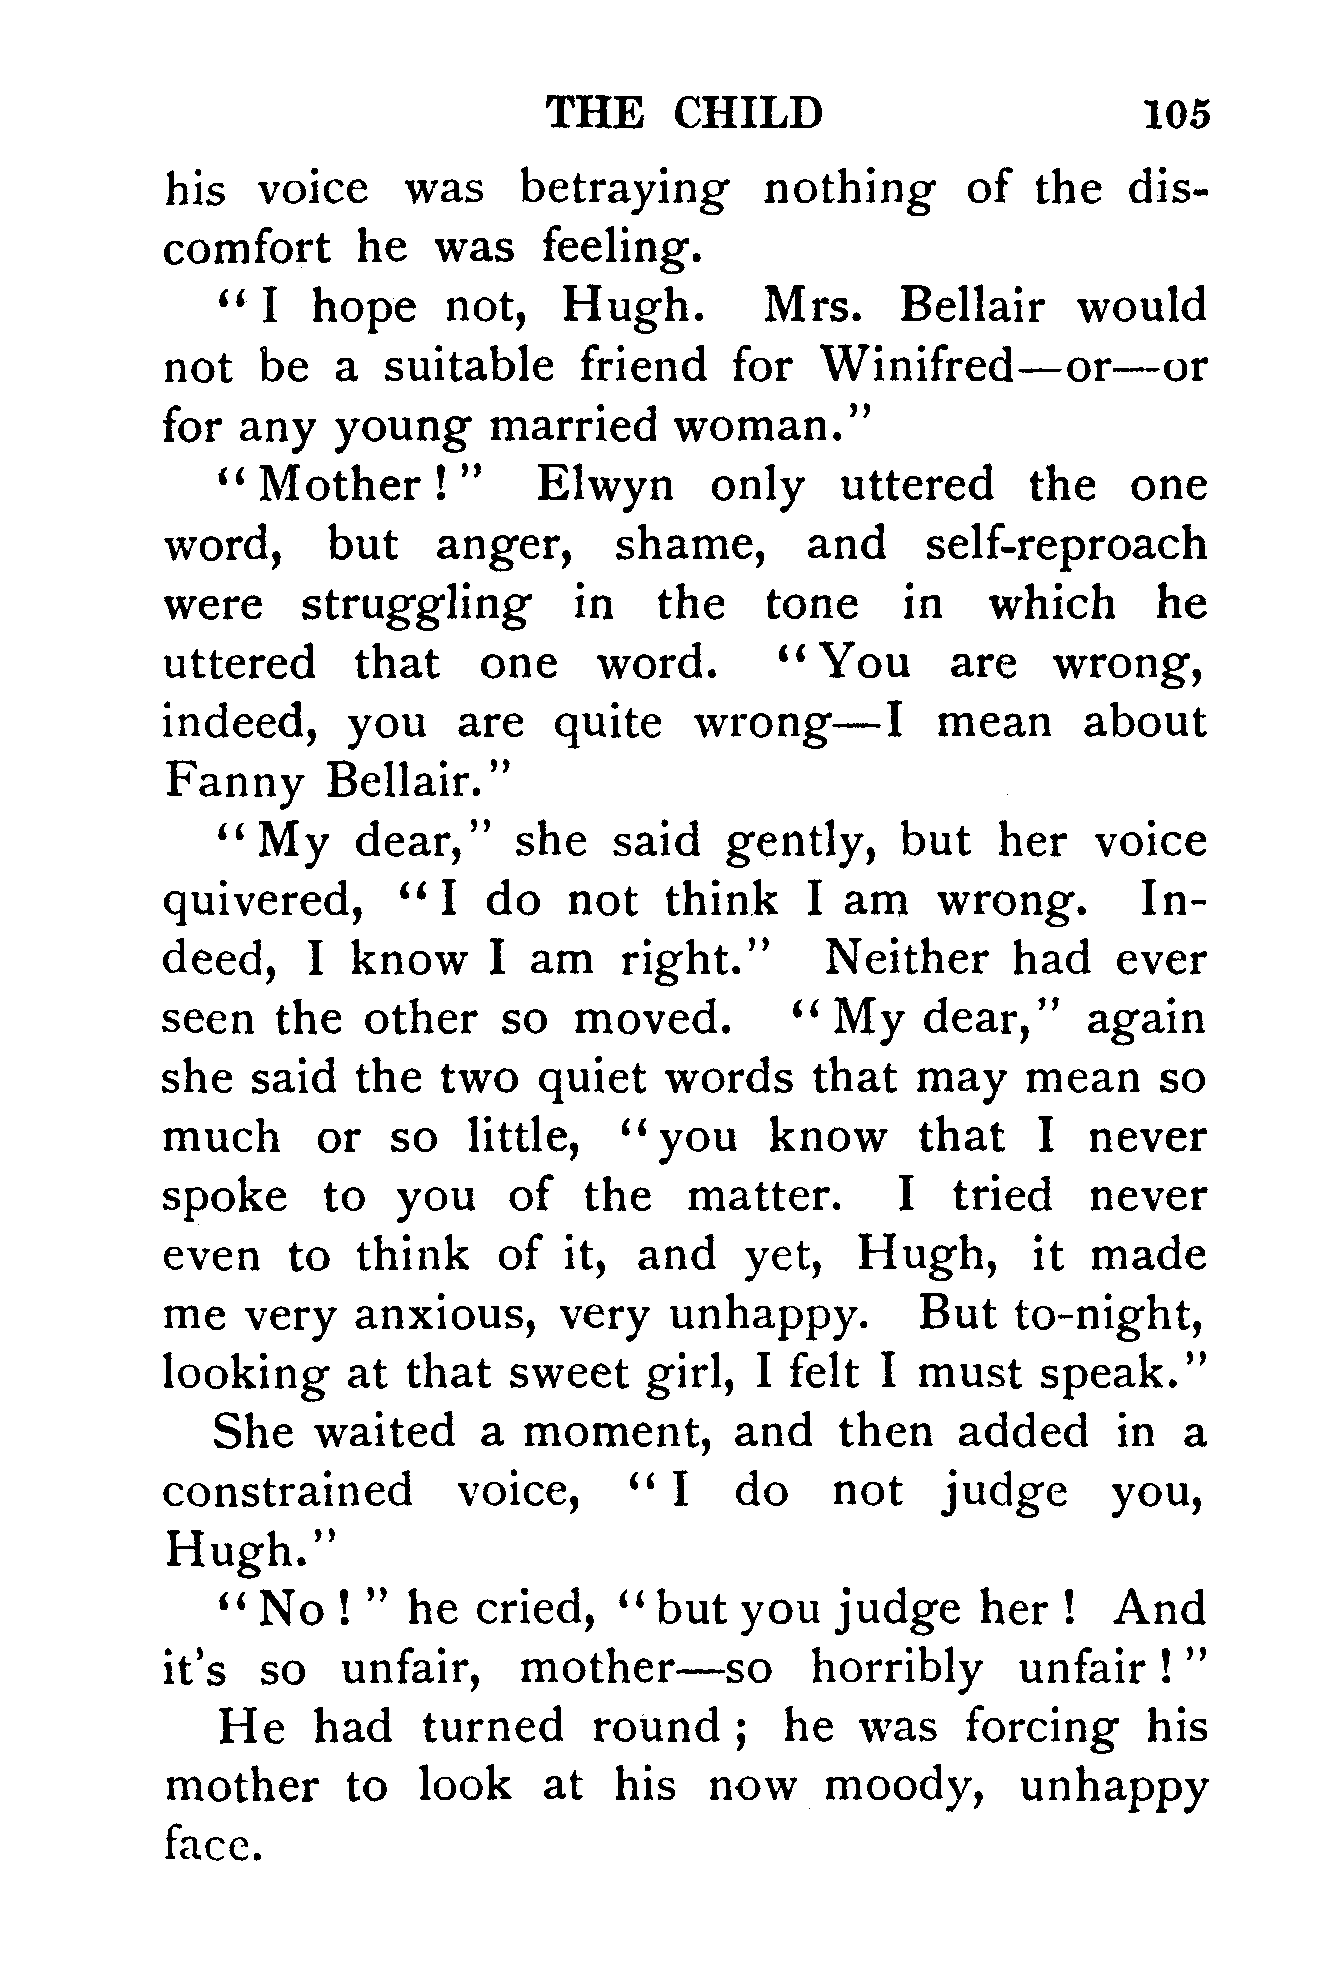 THE CHILD 105
his voice was betraying nothing of the dis-
comfort he was feeling.
“I hope not, Hugh. Mrs. Bellair would
not be a suitable friend for Winifred—or—or
for any young married woman.”
“Mother!” Elwyn only uttered the one
word, but anger, shame, and self-reproach
were struggling in the tone in which he
uttered that one word. “You are wrong,
indeed, you are quite wrong—I mean about
Fanny Bellair.”
“My dear,” she said gently, but her voice
quivered, “I do not think I am wrong. In-
deed, I know I am right.” Neither had ever
seen the other so moved. “My dear,” again
she said the two quiet words that may mean so
much or so little, “you know that I never
spoke to you of the matter. I tried never
even to think of it, and yet, Hugh, it made
me very anxious, very unhappy. But to-night,
looking at that sweet girl, I felt I must speak.”
She waited a moment, and then added in a
constrained voice, “I do not judge you,
Hugh.”
“No!” he cried, “but you judge her! And
it’s so unfair, mother—so horribly unfair!”
He had turned round; he was forcing his
mother to look at his now moody, unhappy
face.